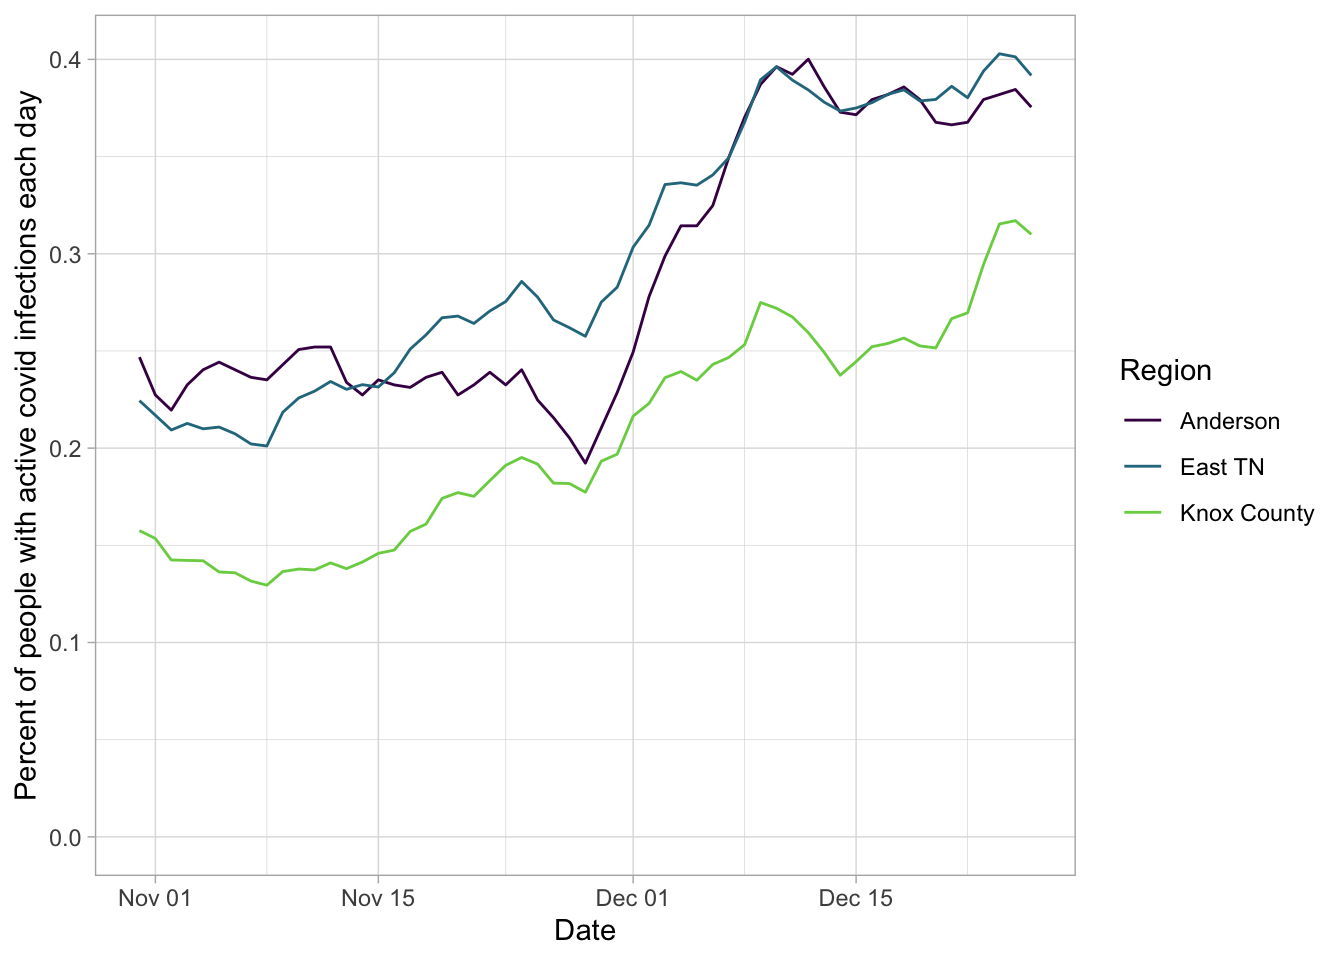 Percent of people with active covid infections each day
0.4
0.3
0.2
0.1
0.0
Nov 01
Nov 15
Dec 01
Dec 15
Date
Region
Anderson
East TN
Knox County